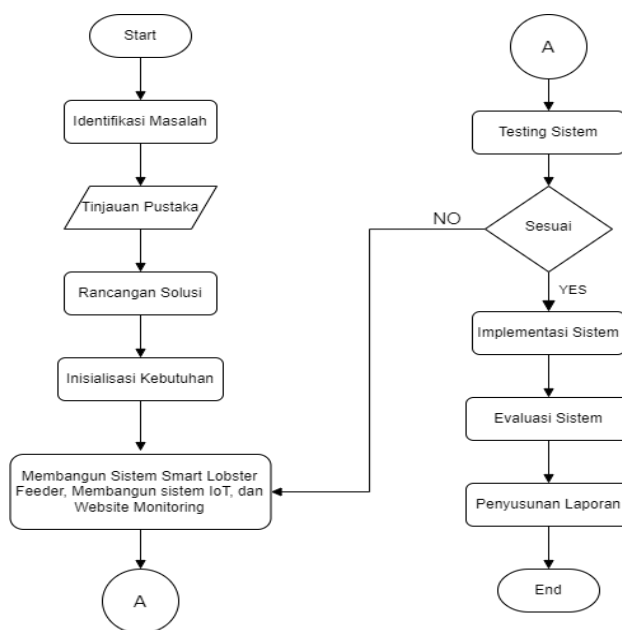 Start
Identifikasi Masalah
Tinjauan Pustaka
Rancangan Solusi
Inisialisasi Kebutuhan
Membangun Sistem Smart Lobster
Feeder, Membangun sistem IoT, dan
Website Monitoring
A
A
Testing Sistem
Sesuai
NO
YES
Implementasi Sistem
Evaluasi Sistem
Penyusunan Laporan
End